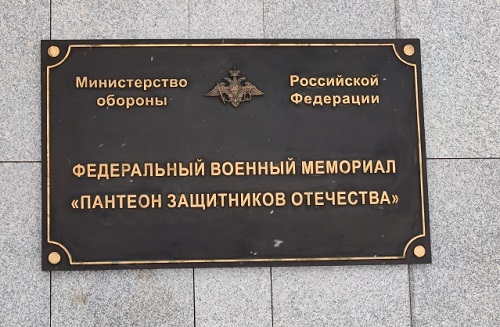 Министерство Российской
обороны Федерации
ФЕДЕРАЛЬНЫЙ ВОЕННЫЙ МЕМОРИАЛ
«ПАНТЕОН ЗАЩИТНИКОВ ОТЕЧЕСТВА»